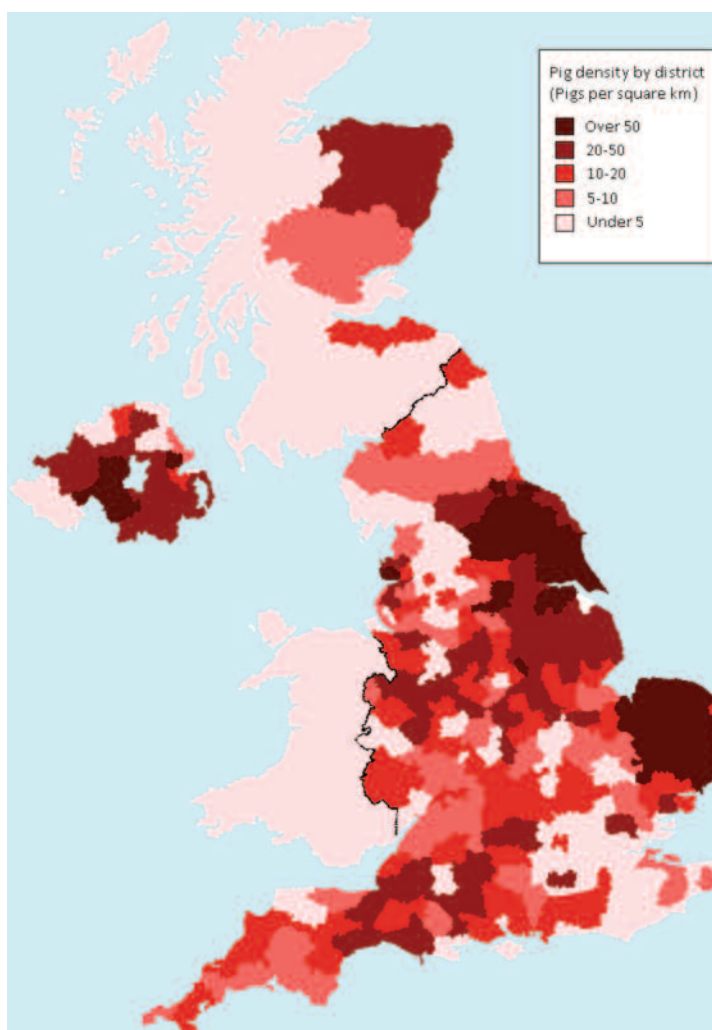 Pig density by district
(Pigs per square km)
Over 50
20-50
10-20
5-10
Under 5